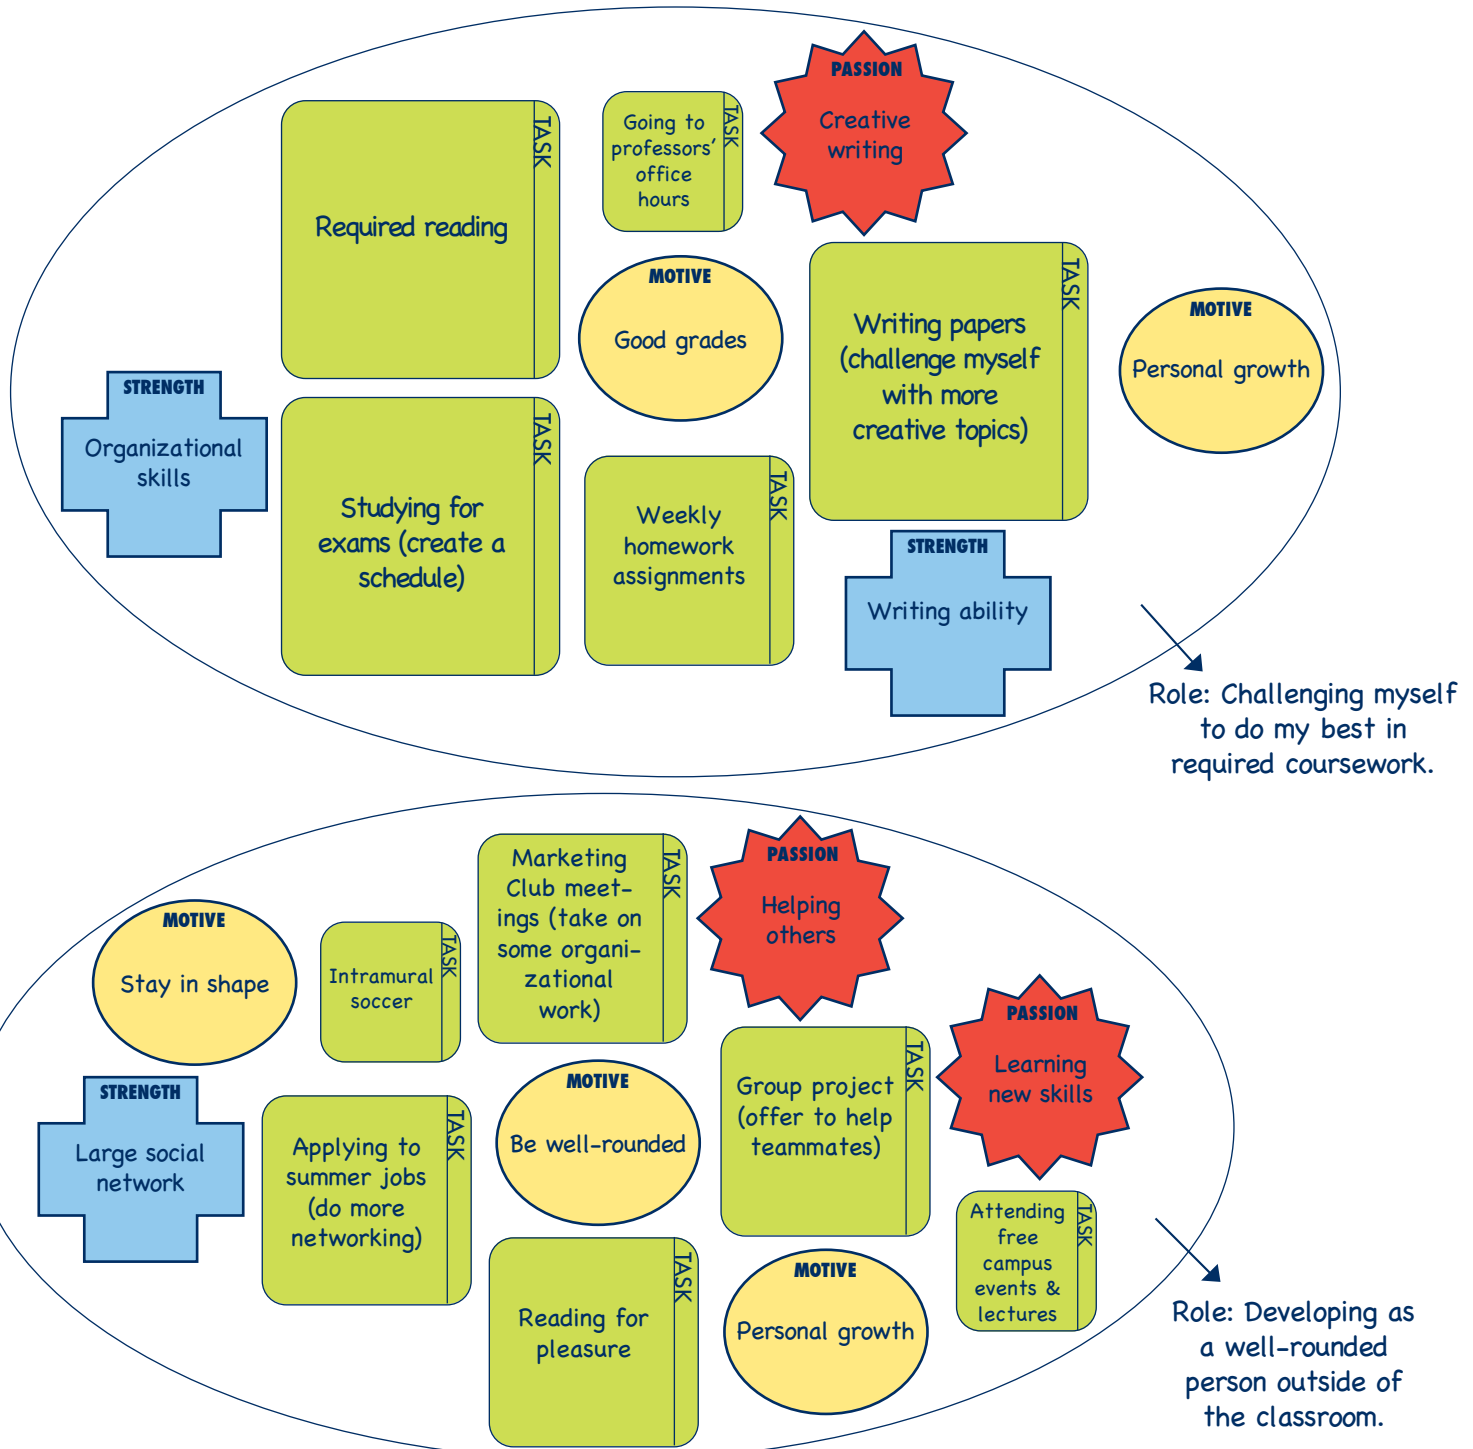 PASSION
Creative
writing
TASK
Going to
professors’
office
hours
TASK
Required reading
MOTIVE
Good grades
TASK
Writing papers
(challenge myself
with more
creative topics)
MOTIVE
Personal growth
STRENGTH
Organizational
skills
TASK
Studying for
exams (create a
schedule)
TASK
Weekly
homework
assignments
STRENGTH
Writing ability
Role: Challenging myself
to do my best in
required coursework.
TASK
Marketing
Club meet-
ings (take on
some organi-
zational
work)
PASSION
Helping
others
MOTIVE
Stay in shape
TASK
Intramural
soccer
PASSION
Learning
new skills
STRENGTH
Large social
network
TASK
Applying to
summer jobs
(do more
networking)
MOTIVE
Be well-rounded
TASK
Group project
(offer to help
teammates)
TASK
Attending
free
campus
events &
lectures
TASK
Reading for
pleasure
MOTIVE
Personal growth
Role: Developing as
a well-rounded
person outside of
the classroom.